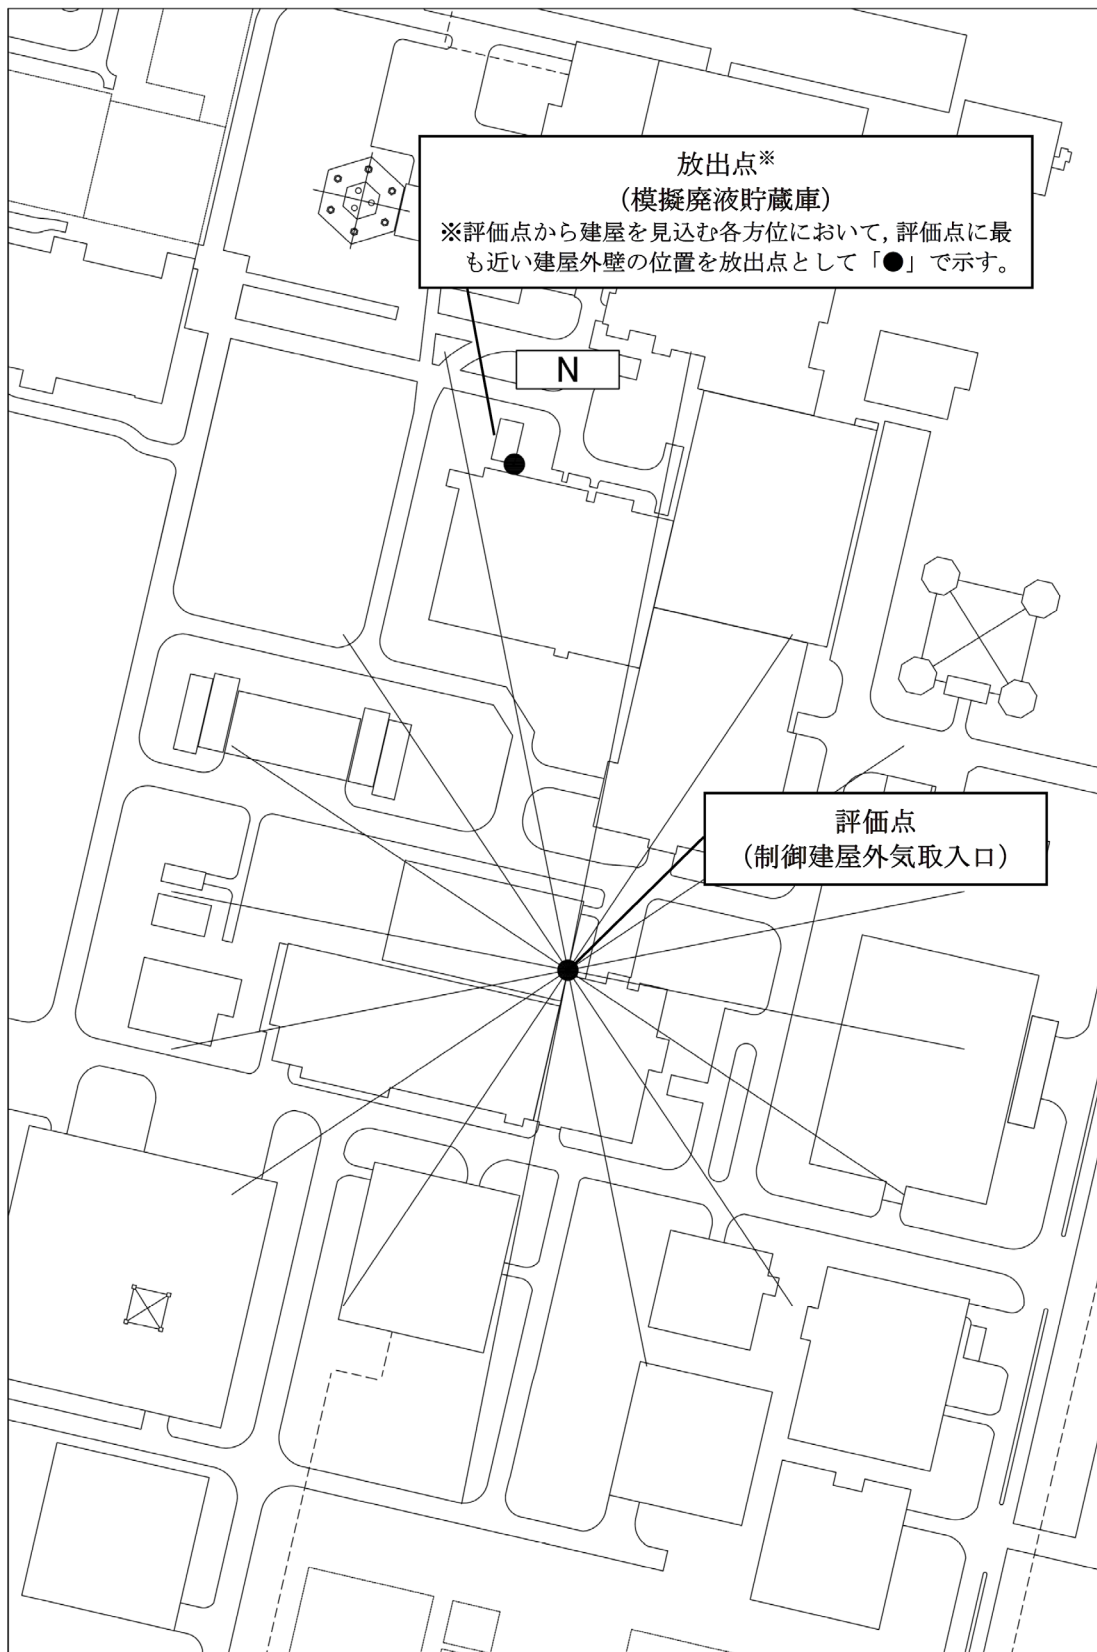 放出点※
（模擬廃液貯蔵庫）
※評価点から建屋を見込む各方位において, 評価点に最
も近い建屋外壁の位置を放出点として「●」で示す。
N
評価点
（制御建屋外気取入口）